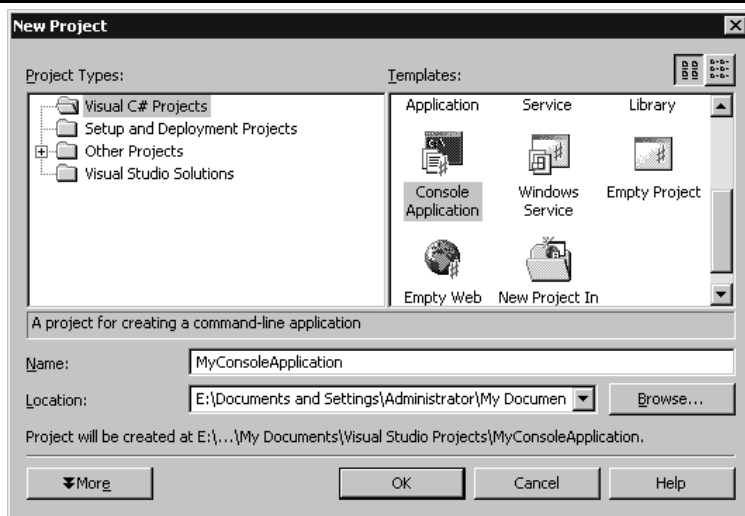 New Project
Project Types:
Templates:
Visual C# Projects
Setup and Deployment Projects
Other Projects
Visual Studio Solutions
Application Service Library
Console Application
Windows Service
Empty Project
Empty Web
New Project In
A project for creating a command-line application
Name:
MyConsoleApplication
Location:
E:\Documents and Settings\Administrator\My Documen
Browse...
Project will be created at E:\...\My Documents\Visual Studio Projects\MyConsoleApplication.
More
OK
Cancel
Help